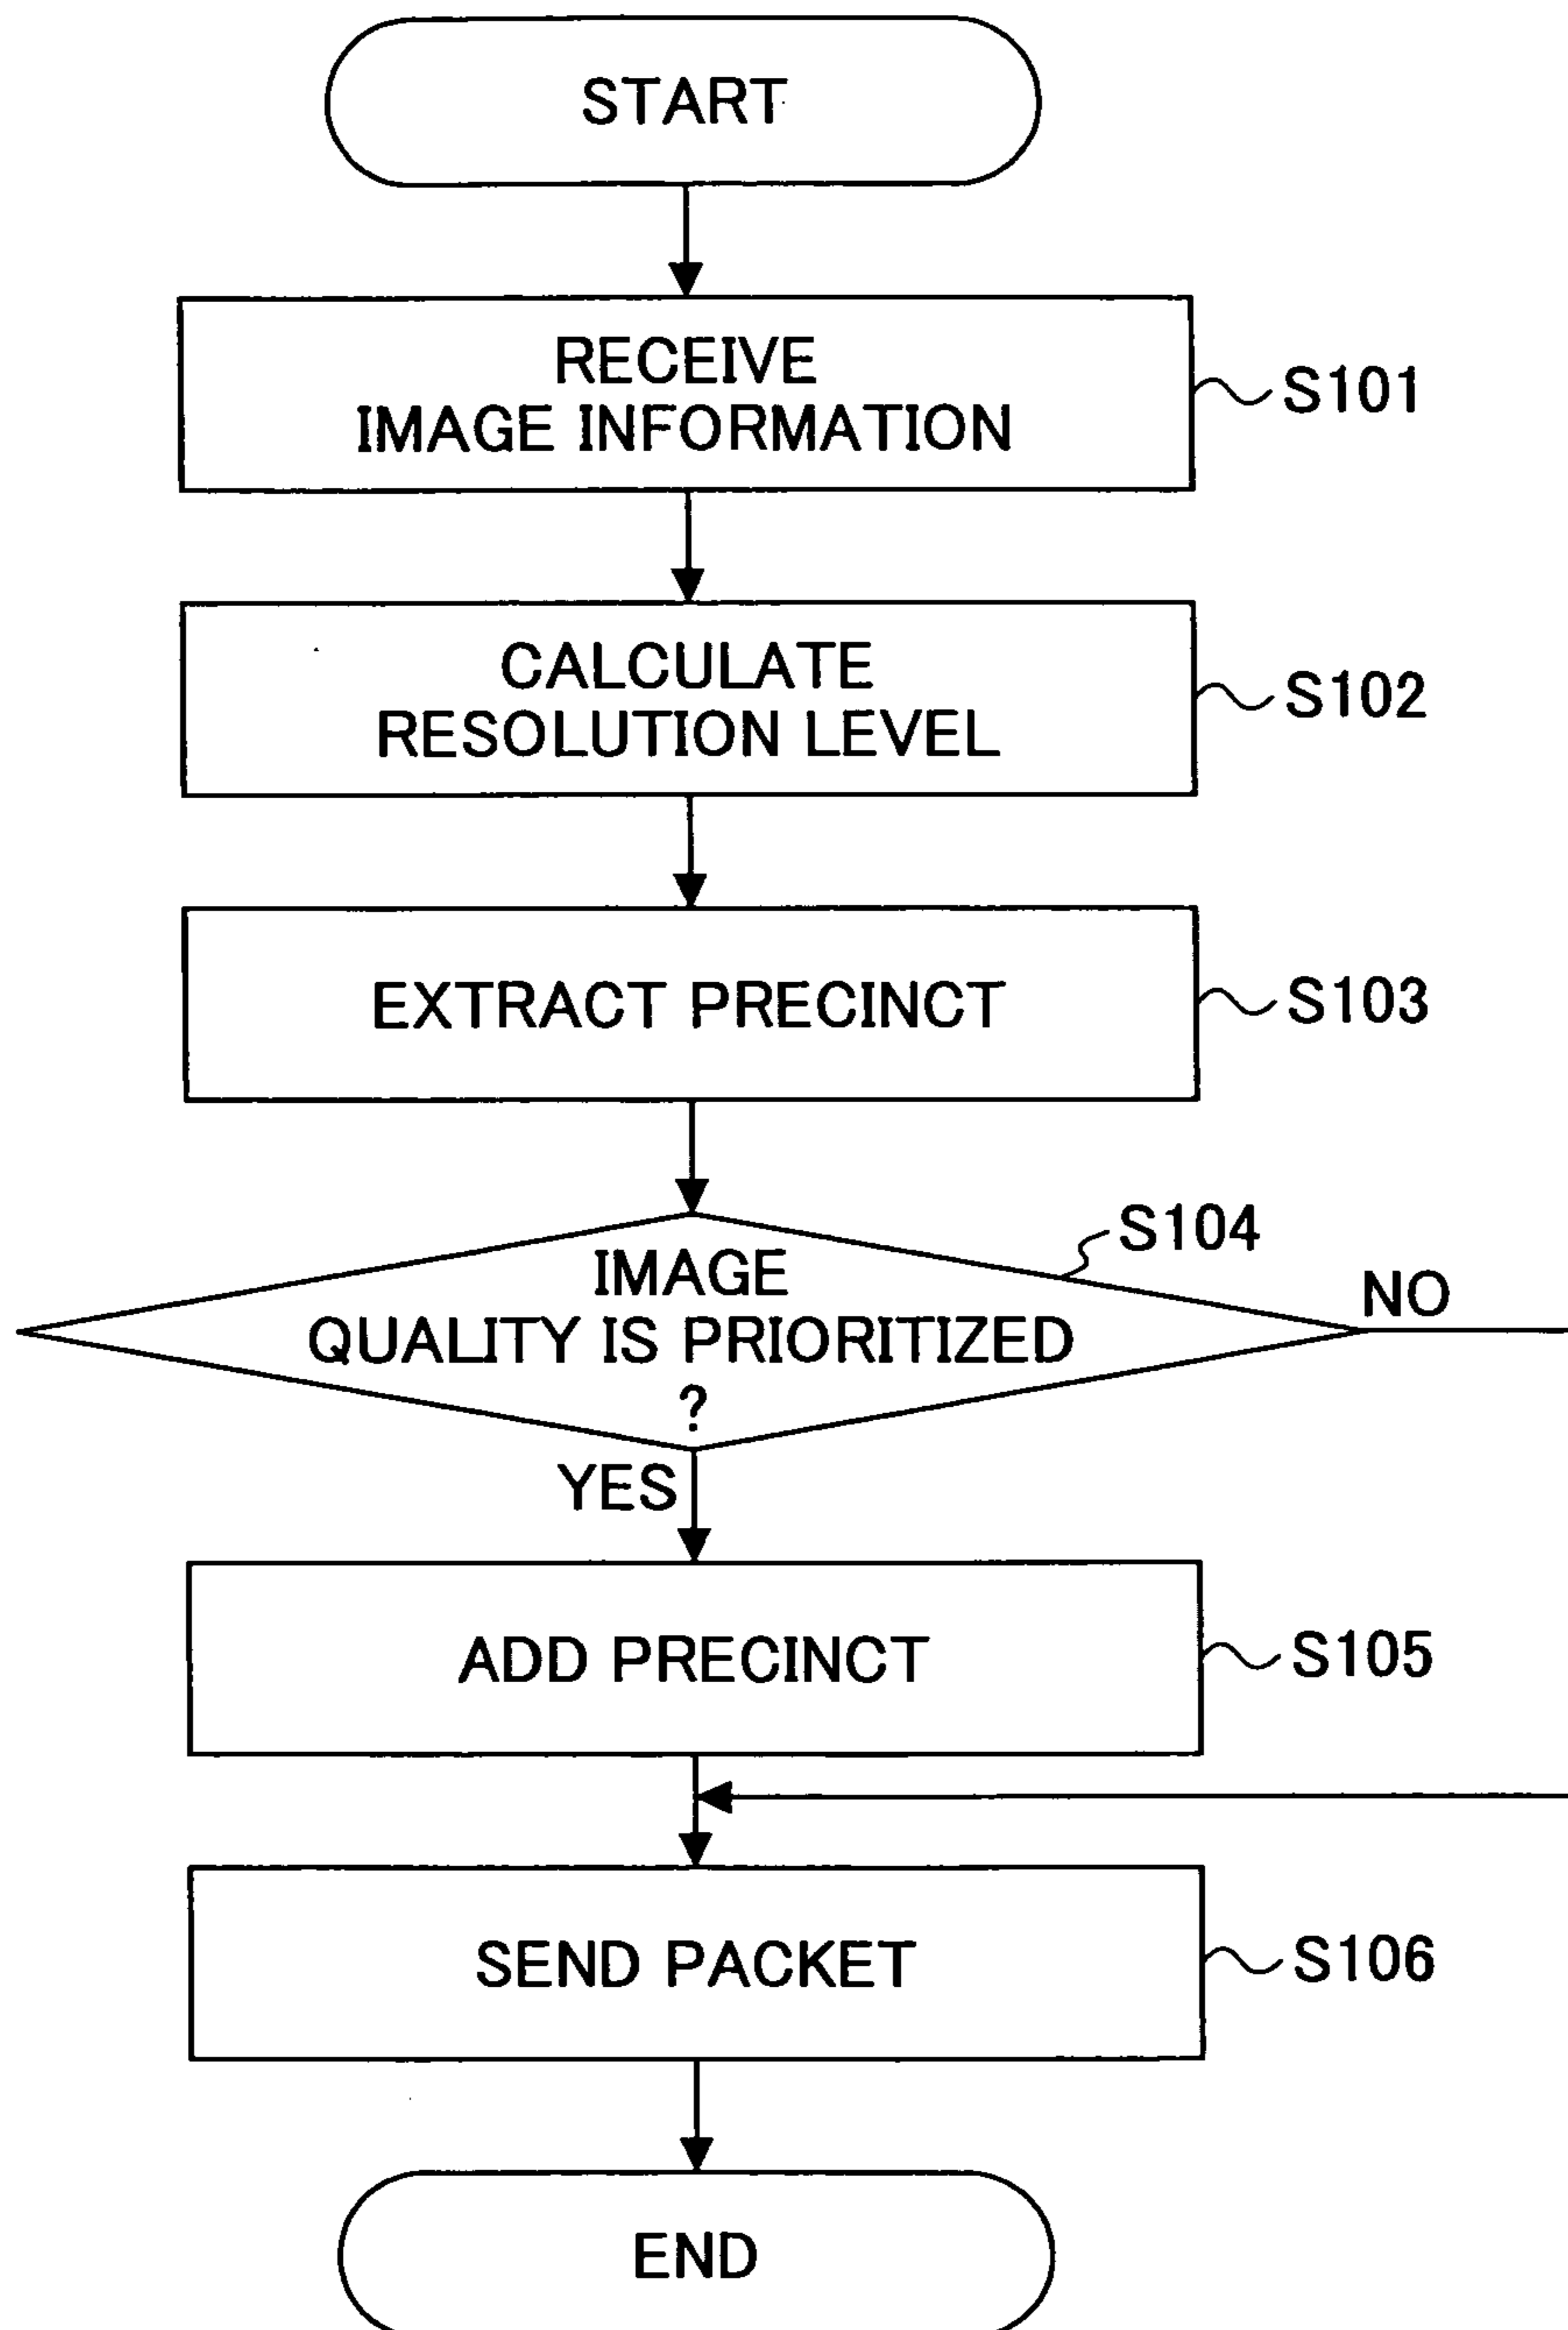 START
RECEIVE
IMAGE INFORMATION
S101
CALCULATE
RESOLUTION LEVEL
S102
EXTRACT PRECINCT
S103
S104
IMAGE
QUALITY IS PRIORITIZED
?
NO
YES
ADD PRECINCT
S105
SEND PACKET
S106
END